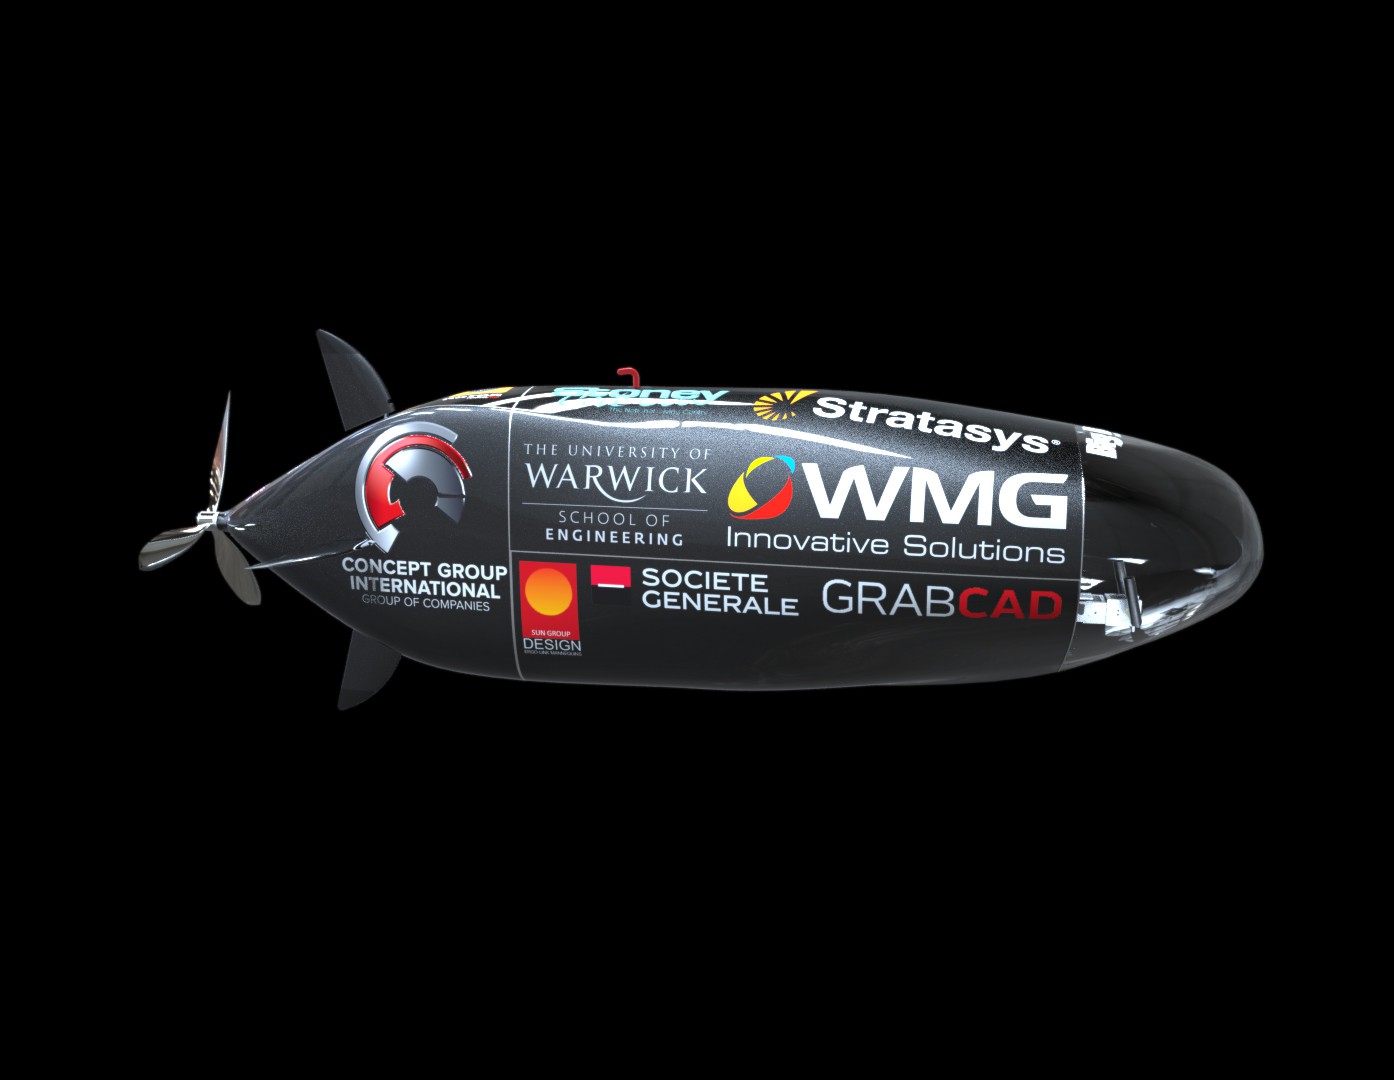 Stoney
Stratasys
THE UNIVERSITY OF
WARWICK
SCHOOL OF
ENGINEERING
WMG
Innovative Solutions
CONCEPT GROUP
INTERNATIONAL
GROUP OF COMPANIES
SUN GROUP
DESIGN
SOCIETE
GENERALE
GRABCAD